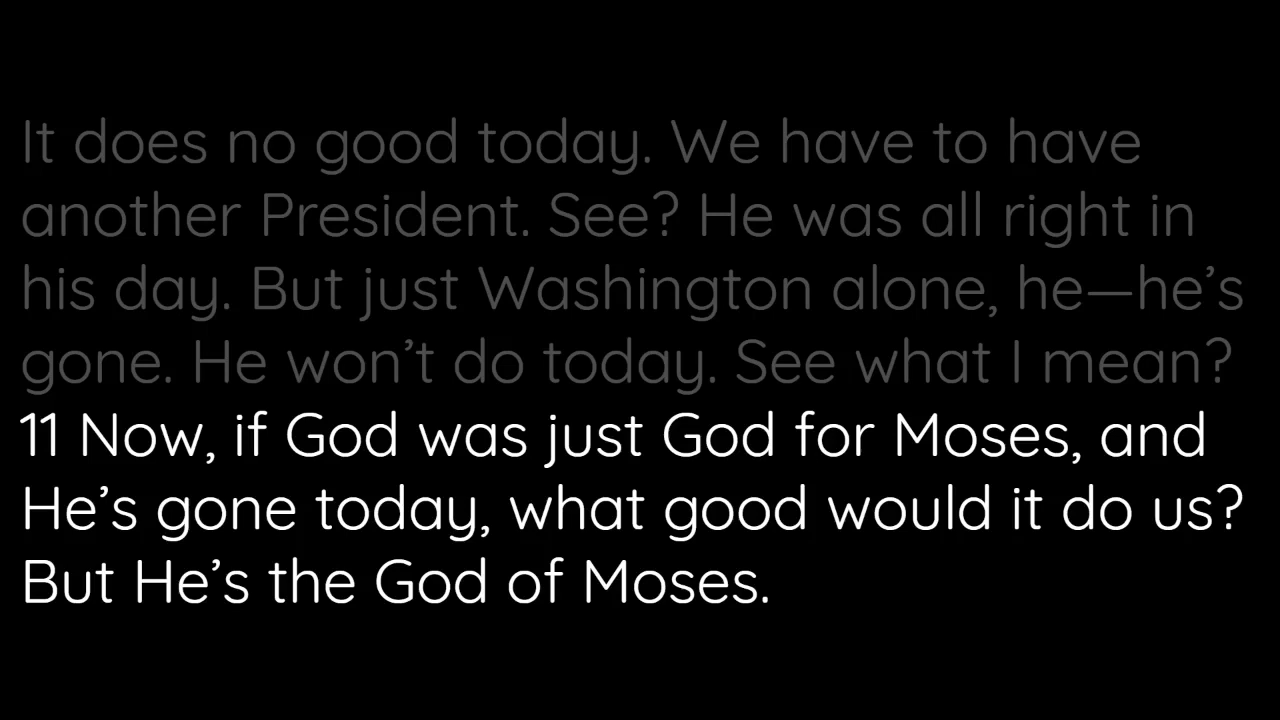 It does no good today. We have to have
another President. See? He was all right in
his day. But just Washington alone, he—he’s
gone. He won’t do today. See what I mean?
11 Now, if God was just God for Moses, and
He’s gone today, what good would it do us?
But He’s the God of Moses.